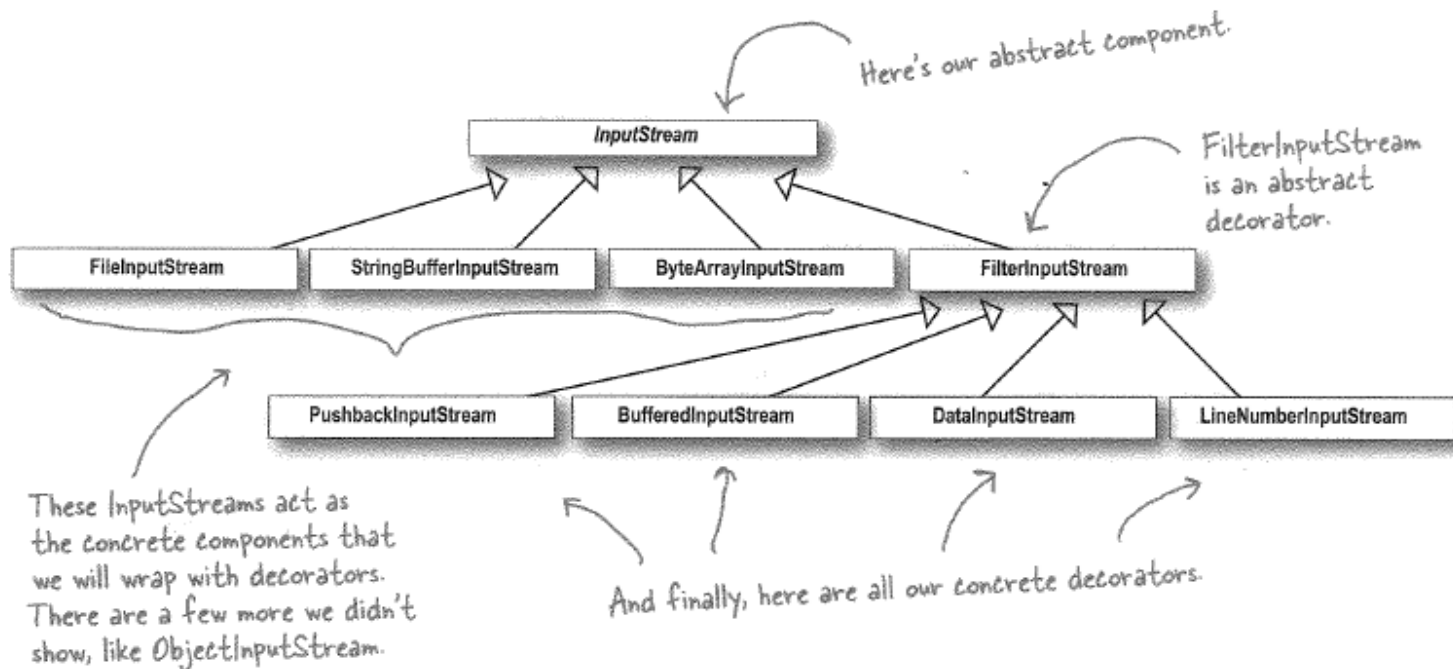 Here's our abstract component.
InputStream
FilterInputStream
is an abstract
decorator.
FileInputStream
StringBufferInputStream
ByteArrayInputStream
FilterInputStream
PushbackInputStream
BufferedInputStream
DataInputStream
LineNumberInputStream
These InputStreams act as
the concrete components that
we will wrap with decorators.
There are a few more we didn't
show, like ObjectInputStream.
And finally, here are all our concrete decorators.